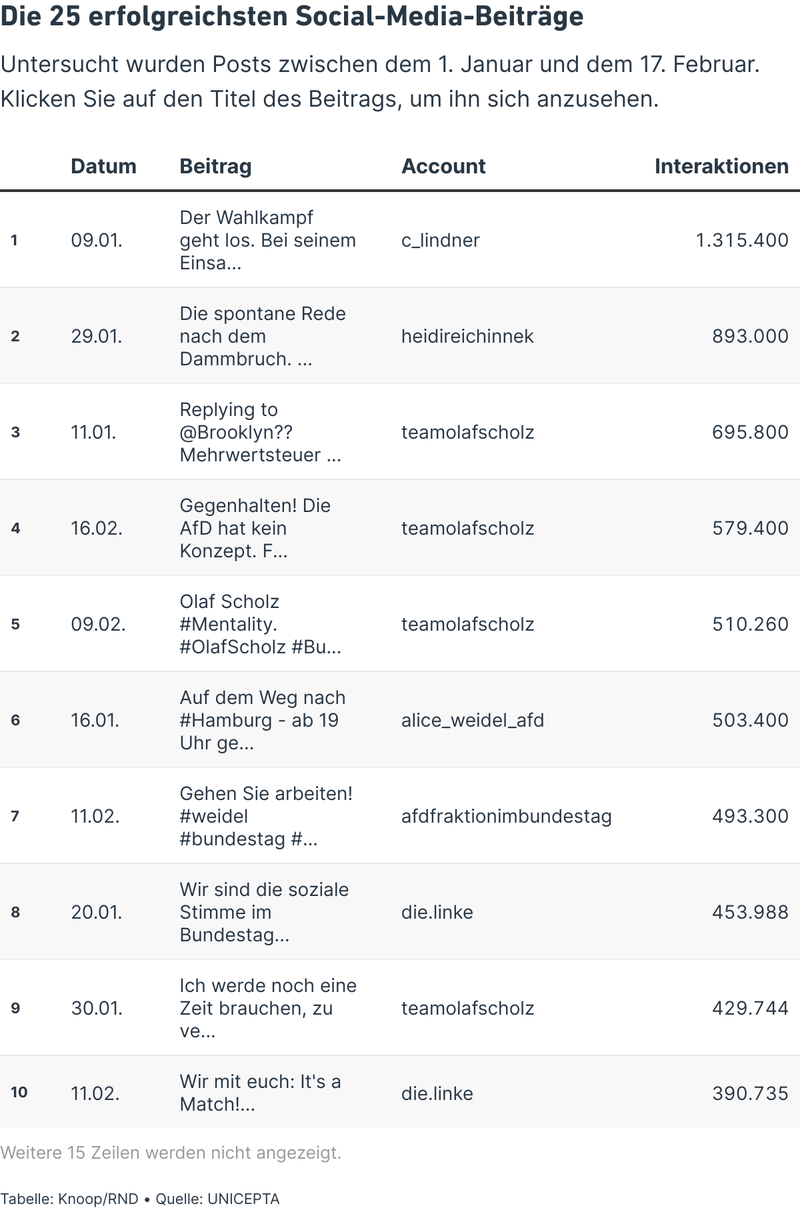 Die 25 erfolgreichsten Social-Media-Beiträge
Untersucht wurden Posts zwischen dem 1. Januar und dem 17. Februar.
Klicken Sie auf den Titel des Beitrags, um ihn sich anzusehen.
Datum Beitrag Account Interaktionen
Der Wahlkampf
1 09.01. geht los. Bei seinem c_lindner 1.315.400
Einsa...
Die spontane Rede
2 29.01. nach dem heidireichinnek 893.000
Dammbruch. ...
Replying to
3 11.01. @Brooklyn?? teamolafscholz 695.800
Mehrwertsteuer ...
Gegenhalten! Die
4 16.02. AfD hat kein teamolafscholz 579.400
Konzept. F...
Olaf Scholz
5 09.02. #Mentality. teamolafscholz 510.260
#OlafScholz #Bu...
Auf dem Weg nach
6 16.01. #Hamburg - ab 19 alice_weidel_afd 503.400
Uhr ge...
Gehen Sie arbeiten!
7 11.02. #weidel afdfraktionimbundestag 493.300
#bundestag #...
Wir sind die soziale
8 20.01. Stimme im die.linke 453.988
Bundestag...
Ich werde noch eine
9 30.01. Zeit brauchen, zu teamolafscholz 429.744
ve...
Wir mit euch: It's a
10 11.02. Match!... die.linke 390.735
Weitere 15 Zeilen werden nicht angezeigt.
Tabelle: Knoop/RND • Quelle: UNICEPTA